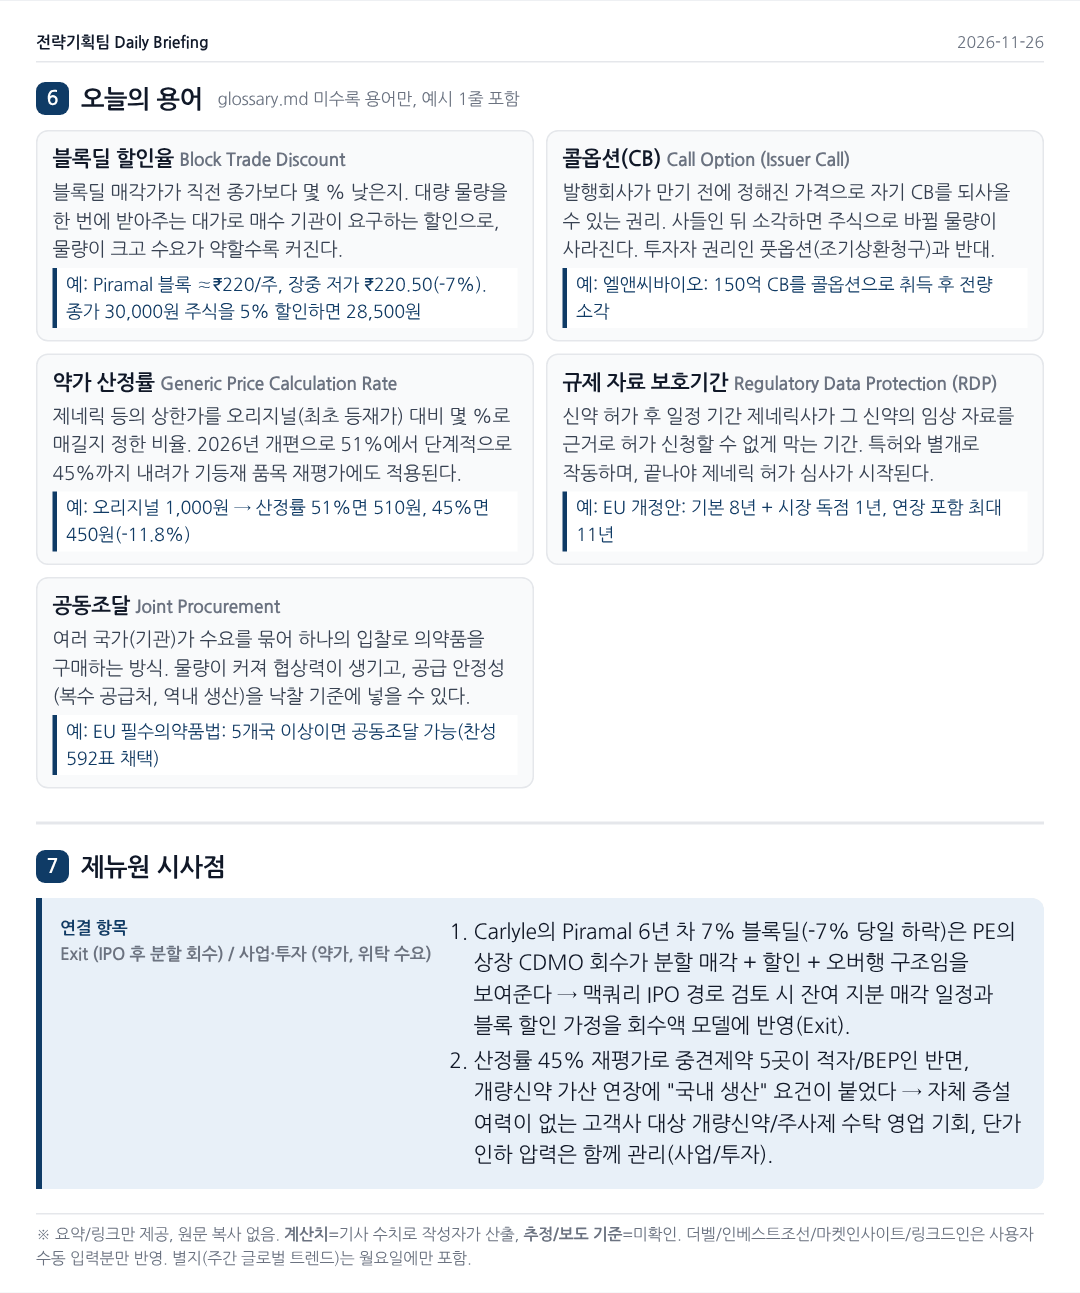 전략기획팀 Daily Briefing
2026-11-26
6 오늘의 용어 glossary.md 미수록 용어만, 예시 1줄 포함
블록딜 할인율 Block Trade Discount
블록딜 매각가가 직전 종가보다 몇 % 낮은지. 대량 물량을
한 번에 받아주는 대가로 매수 기관이 요구하는 할인으로,
물량이 크고 수요가 약할수록 커진다.
예: Piramal 블록 ≈₹220/주, 장중 저가 ₹220.50(-7%).
종가 30,000원 주식을 5% 할인하면 28,500원
콜옵션(CB) Call Option (Issuer Call)
발행회사가 만기 전에 정해진 가격으로 자기 CB를 되사올
수 있는 권리. 사들인 뒤 소각하면 주식으로 바뀔 물량이
사라진다. 투자자 권리인 풋옵션(조기상환청구)과 반대.
예: 엘앤씨바이오: 150억 CB를 콜옵션으로 취득 후 전량
소각
약가 산정률 Generic Price Calculation Rate
제네릭 등의 상한가를 오리지널(최초 등재가) 대비 몇 %로
매길지 정한 비율. 2026년 개편으로 51%에서 단계적으로
45%까지 내려가 기등재 품목 재평가에도 적용된다.
예: 오리지널 1,000원 → 산정률 51%면 510원, 45%면
450원(-11.8%)
규제 자료 보호기간 Regulatory Data Protection (RDP)
신약 허가 후 일정 기간 제네릭사가 그 신약의 임상 자료를
근거로 허가 신청할 수 없게 막는 기간. 특허와 별개로
작동하며, 끝나야 제네릭 허가 심사가 시작된다.
예: EU 개정안: 기본 8년 + 시장 독점 1년, 연장 포함 최대
11년
공동조달 Joint Procurement
여러 국가(기관)가 수요를 묶어 하나의 입찰로 의약품을
구매하는 방식. 물량이 커져 협상력이 생기고, 공급 안정성
(복수 공급처, 역내 생산)을 낙찰 기준에 넣을 수 있다.
예: EU 필수의약품법: 5개국 이상이면 공동조달 가능(찬성
592표 채택)
7 제뉴원 시사점
연결 항목
Exit (IPO 후 분할 회수) / 사업·투자 (약가, 위탁 수요)
1. Carlyle의 Piramal 6년 차 7% 블록딜(-7% 당일 하락)은 PE의
상장 CDMO 회수가 분할 매각 + 할인 + 오버행 구조임을
보여준다 → 맥쿼리 IPO 경로 검토 시 잔여 지분 매각 일정과
블록 할인 가정을 회수액 모델에 반영(Exit).
2. 산정률 45% 재평가로 중견제약 5곳이 적자/BEP인 반면,
개량신약 가산 연장에 "국내 생산" 요건이 붙었다 → 자체 증설
여력이 없는 고객사 대상 개량신약/주사제 수탁 영업 기회, 단가
인하 압력은 함께 관리(사업/투자).
※ 요약/링크만 제공, 원문 복사 없음. 계산치=기사 수치로 작성자가 산출, 추정/보도 기준=미확인. 더벨/인베스트조선/마켓인사이트/링크드인은 사용자
수동 입력분만 반영. 별지(주간 글로벌 트렌드)는 월요일에만 포함.